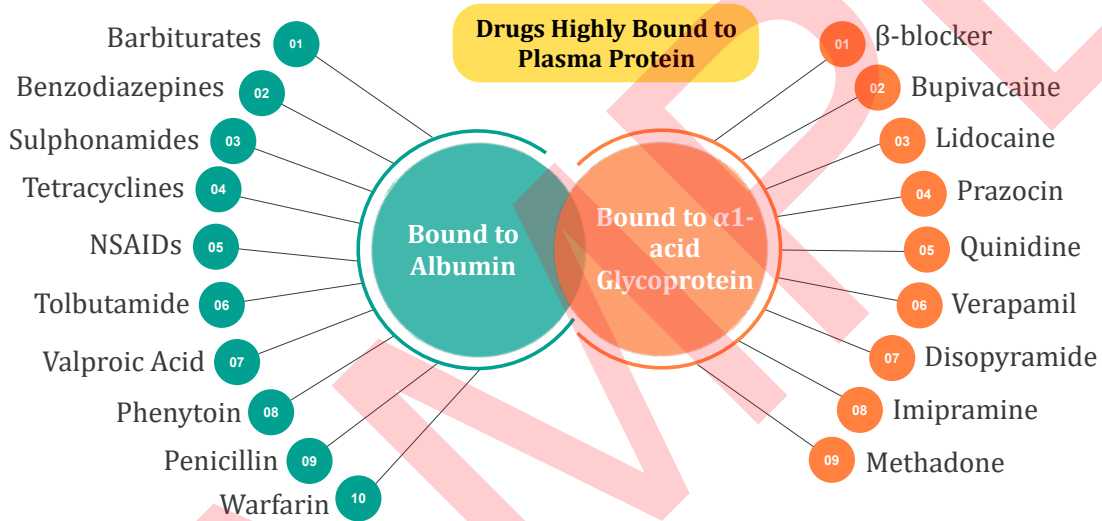 Drugs Highly Bound to
Plasma Protein
Barbiturates 01
Benzodiazepines 02
Sulphonamides 03
Tetracyclines 04
NSAIDs 05
Tolbutamide 06
Valproic Acid 07
Phenytoin 08
Penicillin 09
Warfarin 10
Bound to
Albumin
Bound to α1-
acid
Glycoprotein
01 β-blocker
02 Bupivacaine
03 Lidocaine
04 Prazocin
05 Quinidine
06 Verapamil
07 Disopyramide
08 Imipramine
09 Methadone